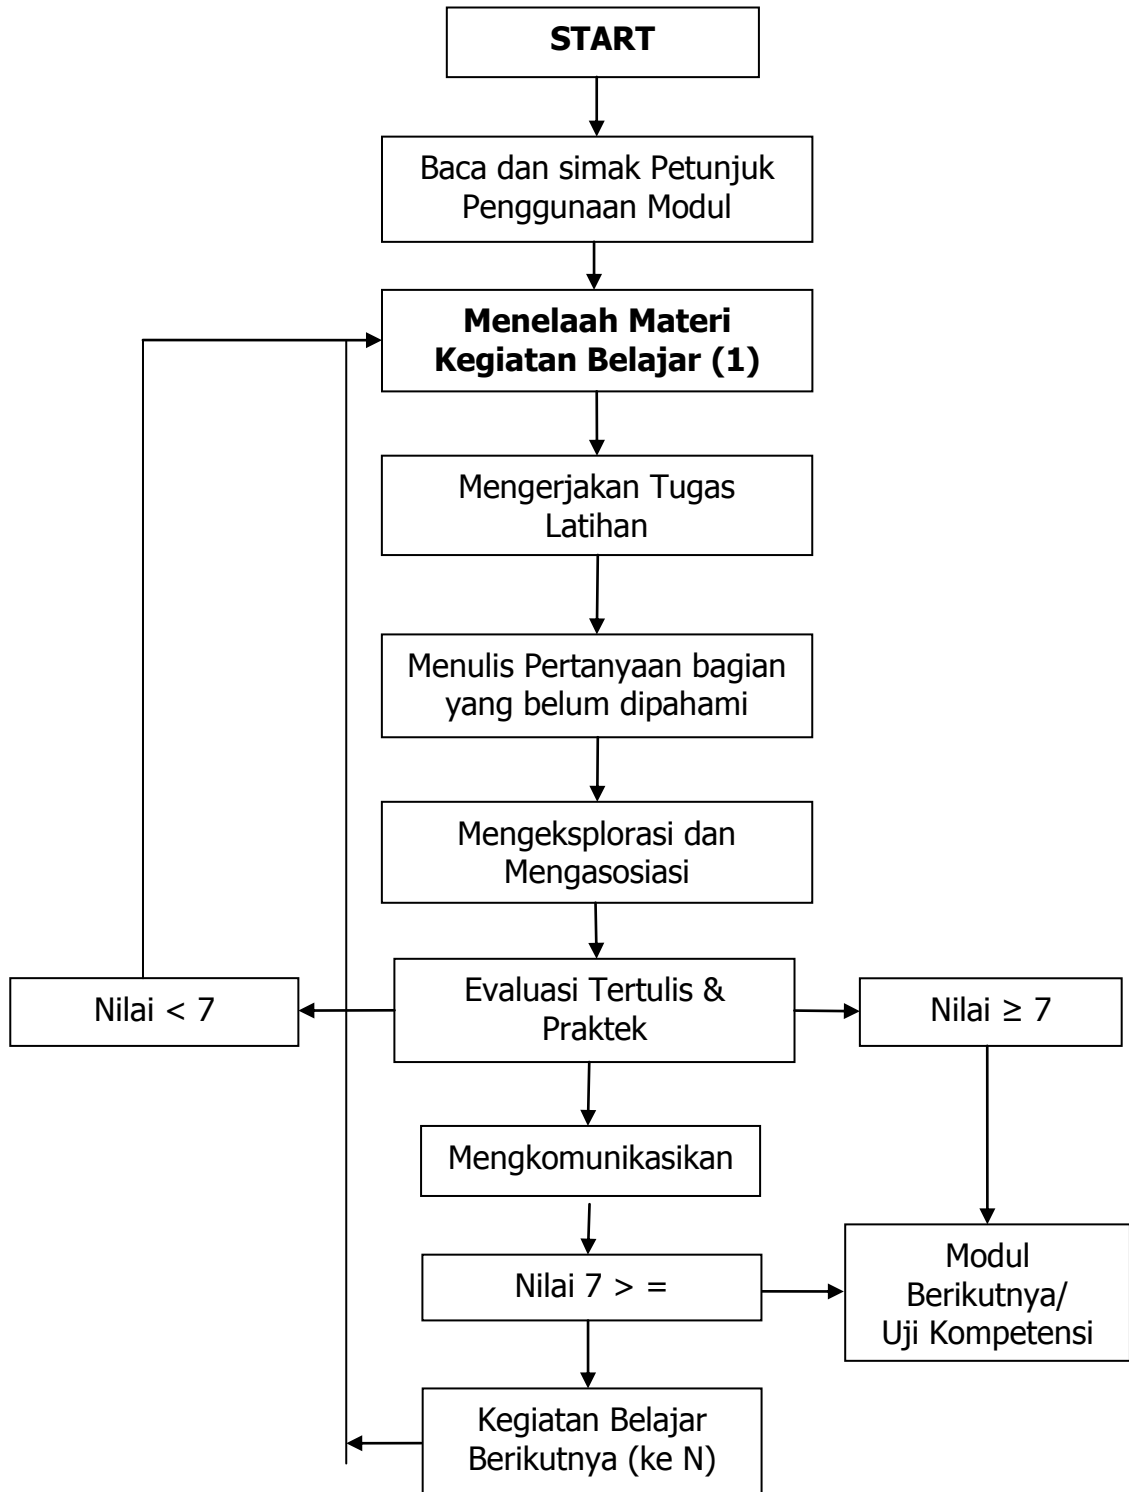 START
Baca dan simak Petunjuk
Penggunaan Modul
Menelaah Materi
Kegiatan Belajar (1)
Mengerjakan Tugas
Latihan
Menulis Pertanyaan bagian
yang belum dipahami
Mengeksplorasi dan
Mengasosiasi
Nilai < 7
Evaluasi Tertulis &
Praktek
Nilai ≥ 7
Mengkomunikasikan
Nilai 7 > =
Modul
Berikutnya/
Uji Kompetensi
Kegiatan Belajar
Berikutnya (ke N)